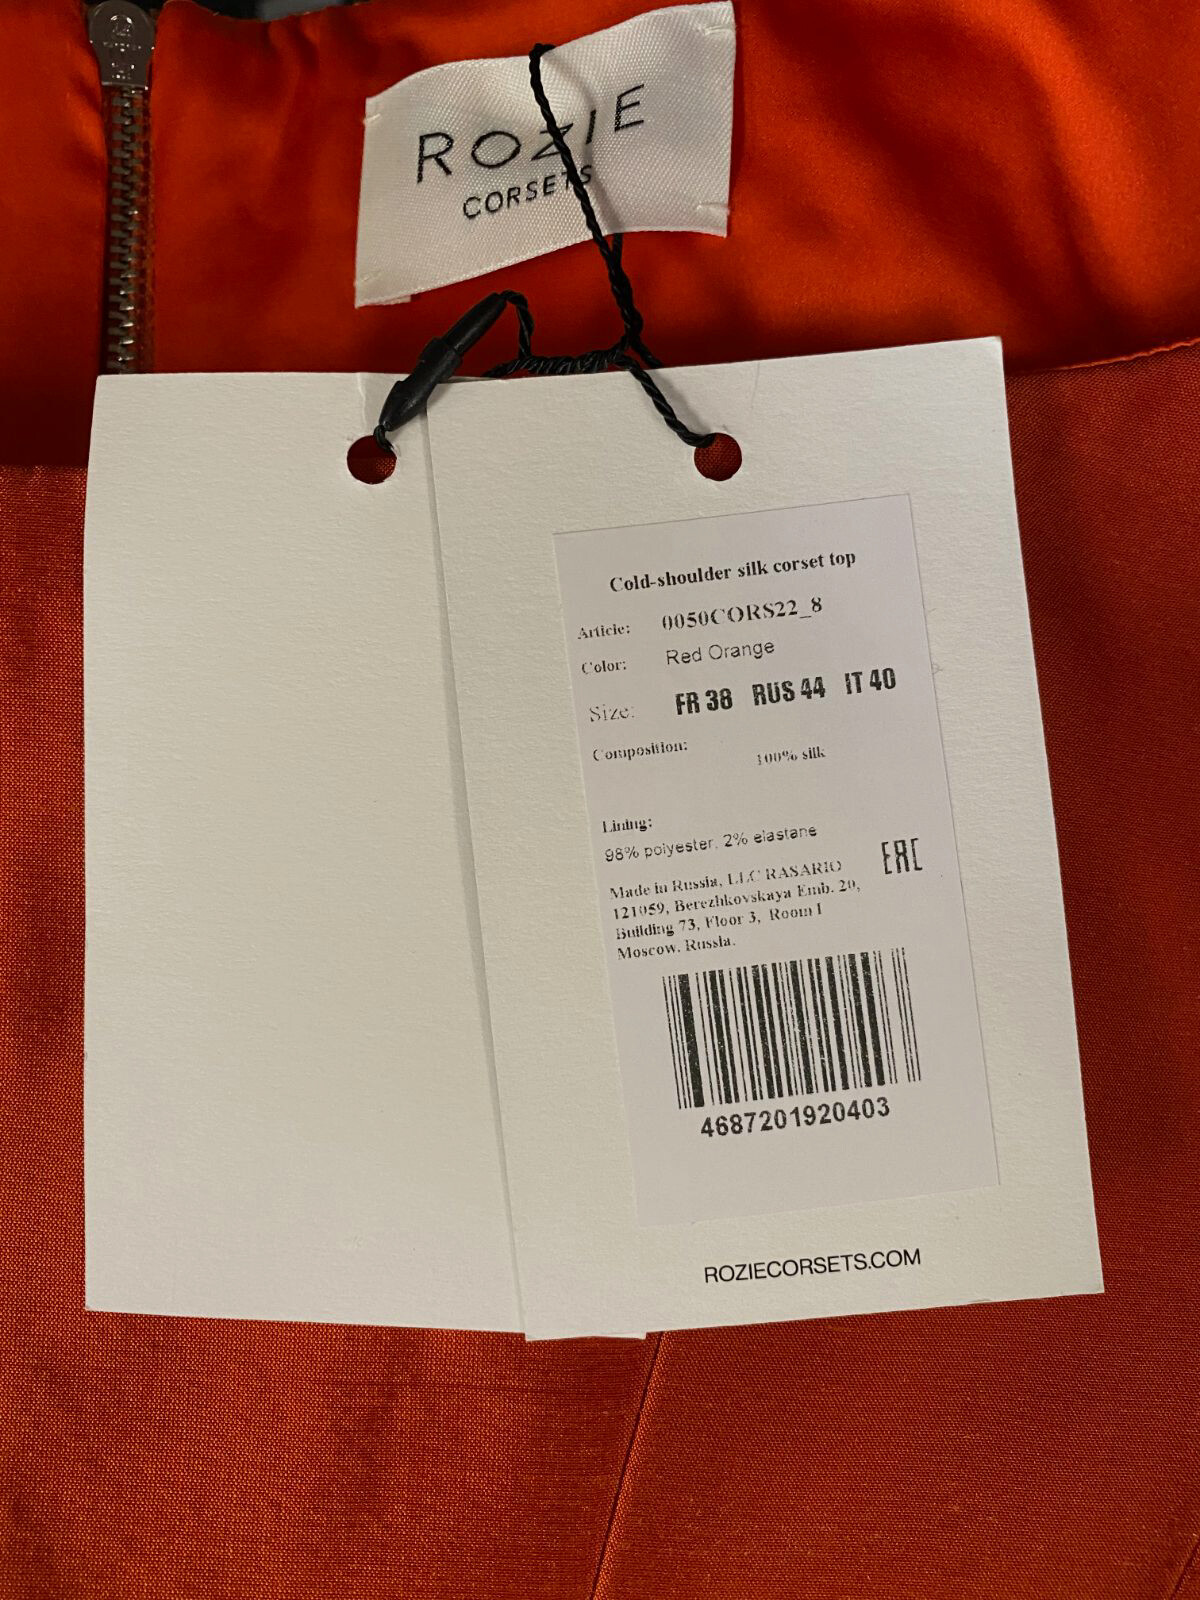 ROZIE
CORSETS
Cold-shoulder silk corset top
Article: 0050CORS22_8
Color: Red Orange
Size: FR 38 RUS 44 IT 40
Composition:
100% silk
Lining:
98% polyester, 2% elastane
EAC
Made in Russia, LLC RASARIO
121059, Berezhkovskaya Emb. 20,
Building 73, Floor 3, Room I
Moscow, Russia.
4687201920403
ROZIECORSETS.COM